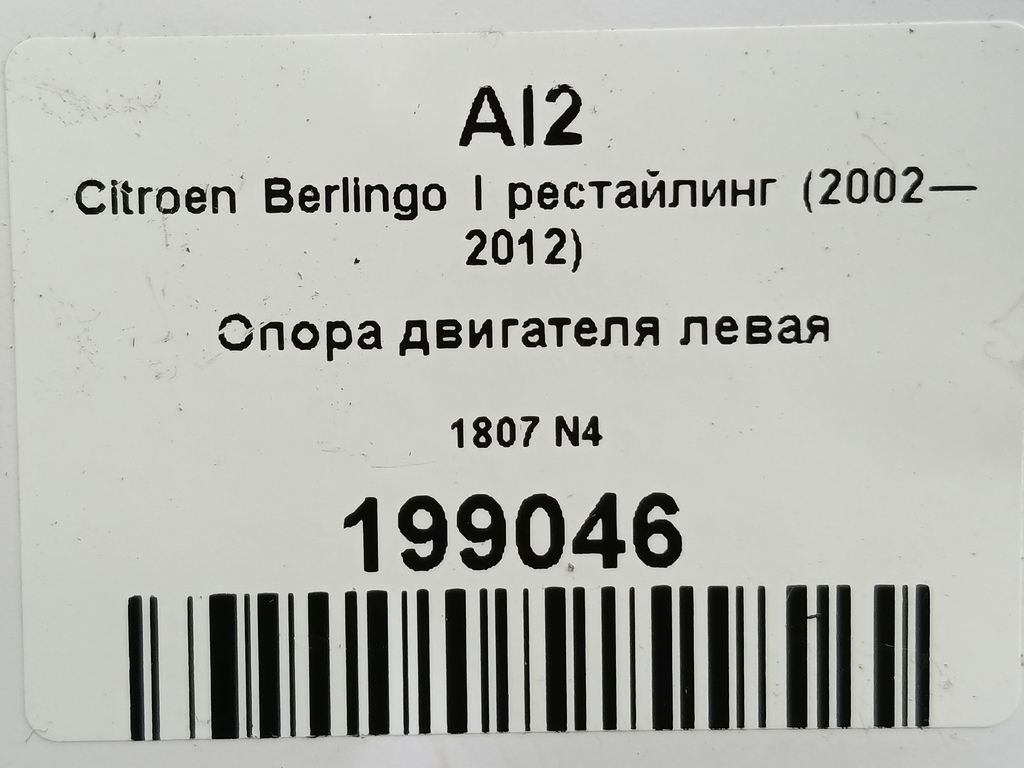 AI2
Citroen Berlingo I рестайлинг (2002—
2012)
Опора двигателя левая
1807 N4
199046